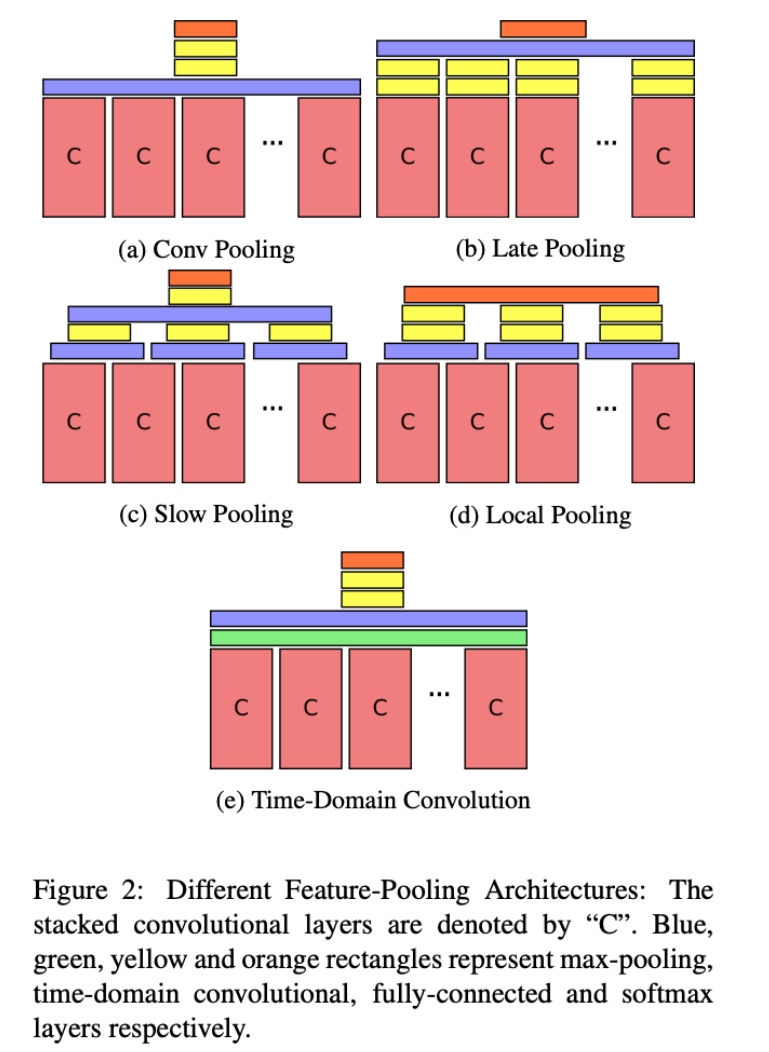 C C C ... C
C C C ... C
(a) Conv Pooling
(b) Late Pooling
C C C ... C
C C C ... C
(c) Slow Pooling
(d) Local Pooling
C C C ... C
(e) Time-Domain Convolution
Figure 2: Different Feature-Pooling Architectures: The
stacked convolutional layers are denoted by “C”. Blue,
green, yellow and orange rectangles represent max-pooling,
time-domain convolutional, fully-connected and softmax
layers respectively.